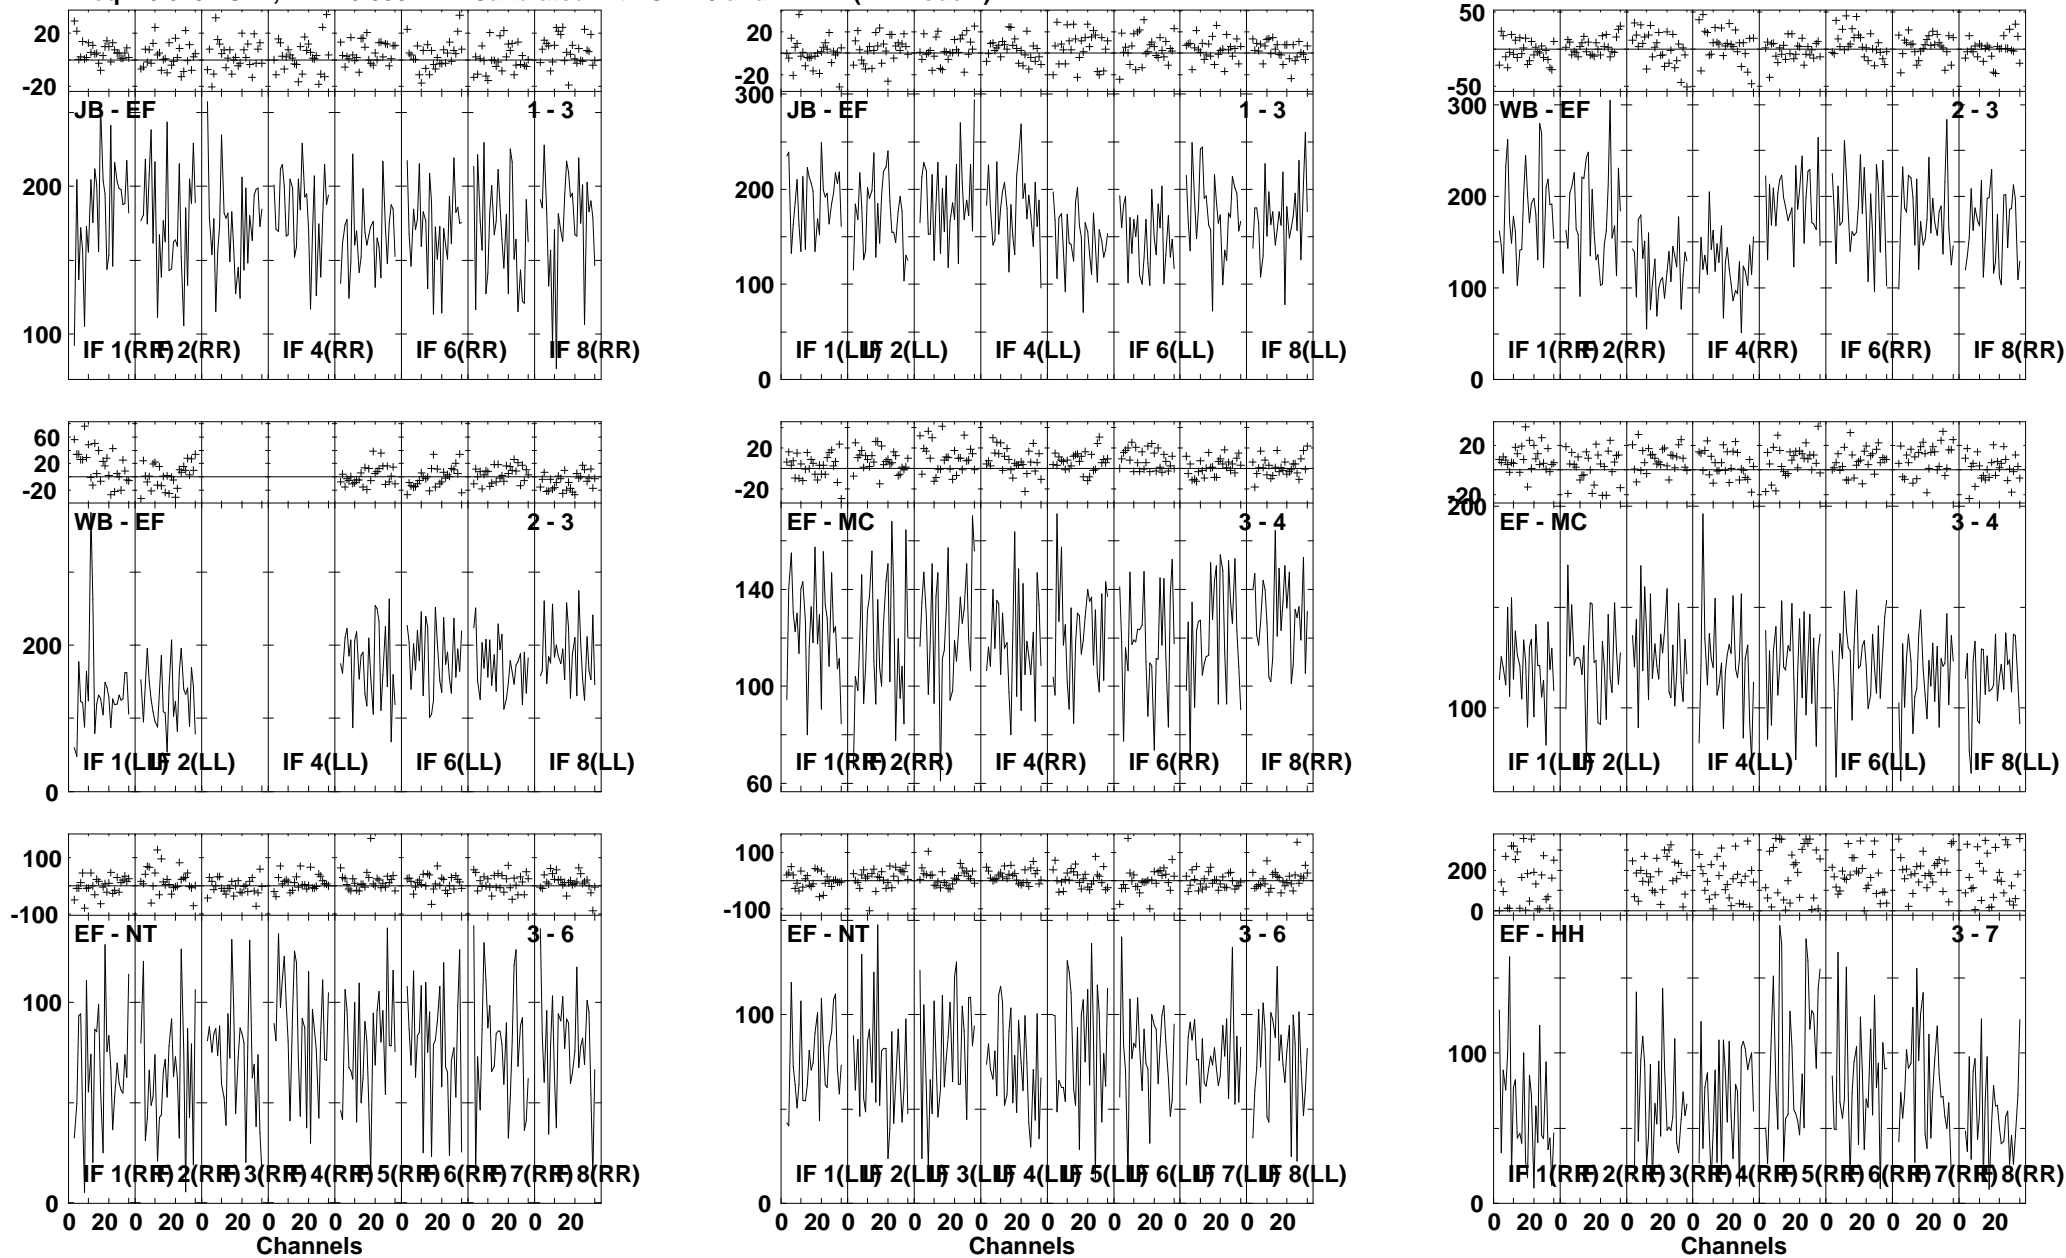 20
-20
JB - EF
1 - 3
200
100
IF 1(RR)
IF 2(RR)
IF 4(RR)
IF 6(RR)
IF 8(RR)
20
-20
300
JB - EF
1 - 3
200
100
0
IF 1(LL)
IF 2(LL)
IF 4(LL)
IF 6(LL)
IF 8(LL)
50
-50
300
WB - EF
2 - 3
200
100
0
IF 1(RR)
IF 2(RR)
IF 4(RR)
IF 6(RR)
IF 8(RR)
60
20
-20
WB - EF
2 - 3
200
0
IF 1(LL)
IF 2(LL)
IF 4(LL)
IF 6(LL)
IF 8(LL)
20
-20
EF - MC
3 - 4
140
100
60
IF 1(RR)
IF 2(RR)
IF 4(RR)
IF 6(RR)
IF 8(RR)
20
-20
200
EF - MC
3 - 4
100
IF 1(LL)
IF 2(LL)
IF 4(LL)
IF 6(LL)
IF 8(LL)
100
-100
EF - NT
3 - 6
100
0
IF 1(RR)
IF 2(RR)
IF 3(RR)
IF 4(RR)
IF 5(RR)
IF 6(RR)
IF 7(RR)
IF 8(RR)
0 20 0 20 0 20 0 20 0 20 0 20 0 20 0 20
Channels
100
-100
EF - NT
3 - 6
100
0
IF 1(LL)
IF 2(LL)
IF 3(LL)
IF 4(LL)
IF 5(LL)
IF 6(LL)
IF 7(LL)
IF 8(LL)
0 20 0 20 0 20 0 20 0 20 0 20 0 20 0 20
Channels
200
0
EF - HH
3 - 7
100
0
IF 1(RR)
IF 2(RR)
IF 3(RR)
IF 4(RR)
IF 5(RR)
IF 6(RR)
IF 7(RR)
IF 8(RR)
0 20 0 20 0 20 0 20 0 20 0 20 0 20 0 20
Channels